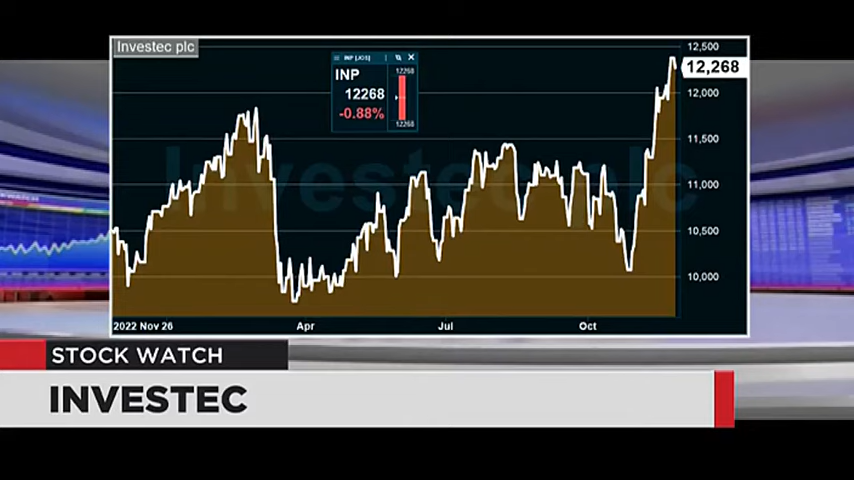 Investec plc
INP [JOS]
12268
INP
12268
-0.88%
12268
12,500
12,268
12,000
11,500
11,000
10,500
10,000
Investec plc
2022 Nov 26 Apr Jul Oct
STOCK WATCH
INVESTEC